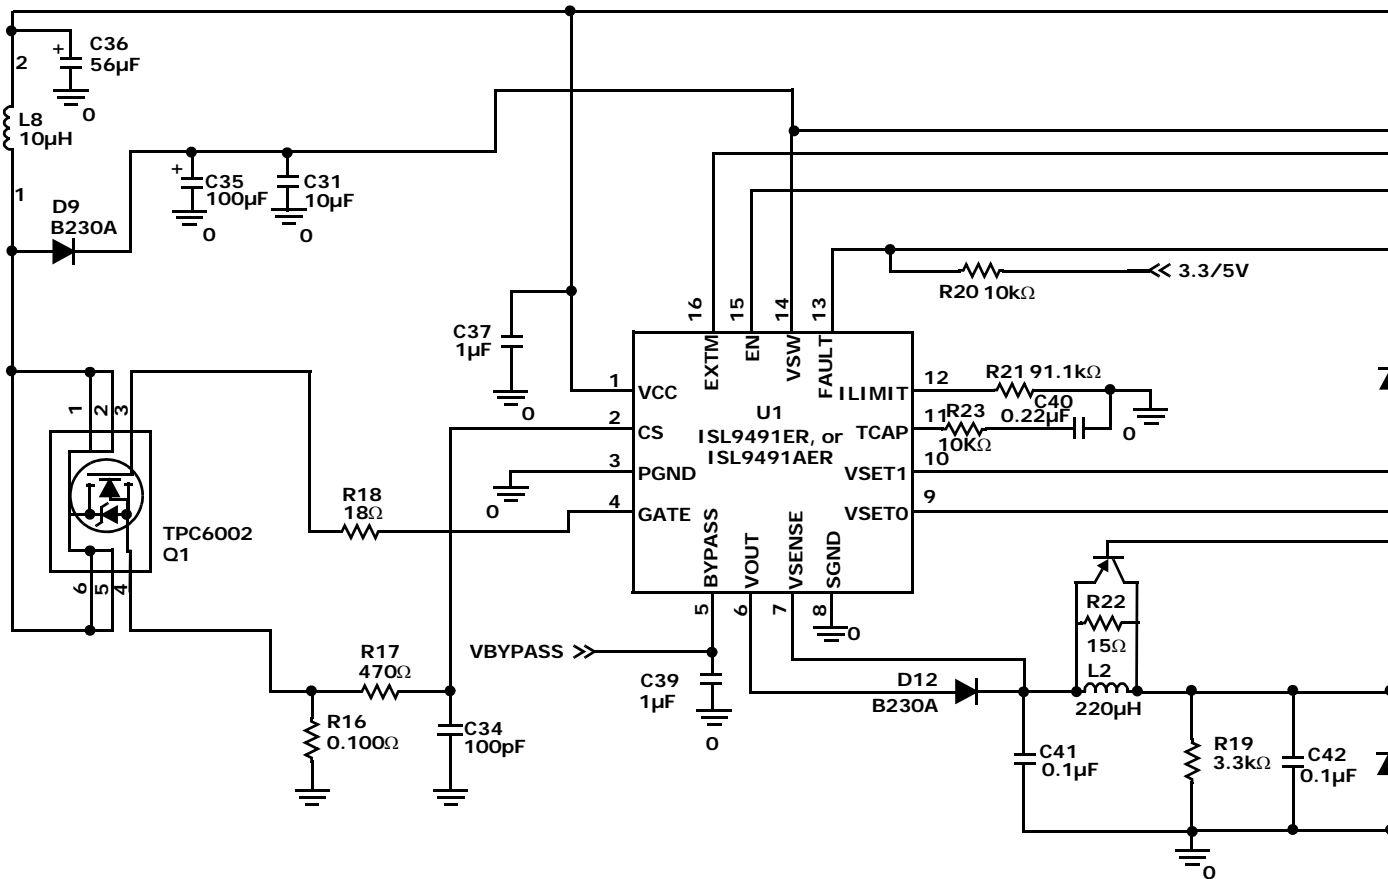 +
C36
56µF
2
0
L8
10µH
1
+
C35
100µF
0
C31
10µF
0
D9
B230A
3.3/5V
R20 10kΩ
C37
1µF
0
16
15
14
13
EXTM
EN
VSW
FAULT
1
VCC
2
CS
3
PGND
0
4
GATE
U1
ISL9491ER, or
ISL9491AER
ILIMIT
12
R21 91.1kΩ
TCAP
11
R23
10KΩ
C40
0.22µF
0
VSET1
10
VSET0
9
BYPASS
VOUT
VSENSE
SGND
5
6
7
8
0
1
2
3
TPC6002
Q1
6
5
4
R18
18Ω
R17
470Ω
R16
0.100Ω
C34
100pF
VBYPASS
C39
1µF
0
D12
B230A
R22
15Ω
L2
220µH
C41
0.1µF
R19
3.3kΩ
C42
0.1µF
0